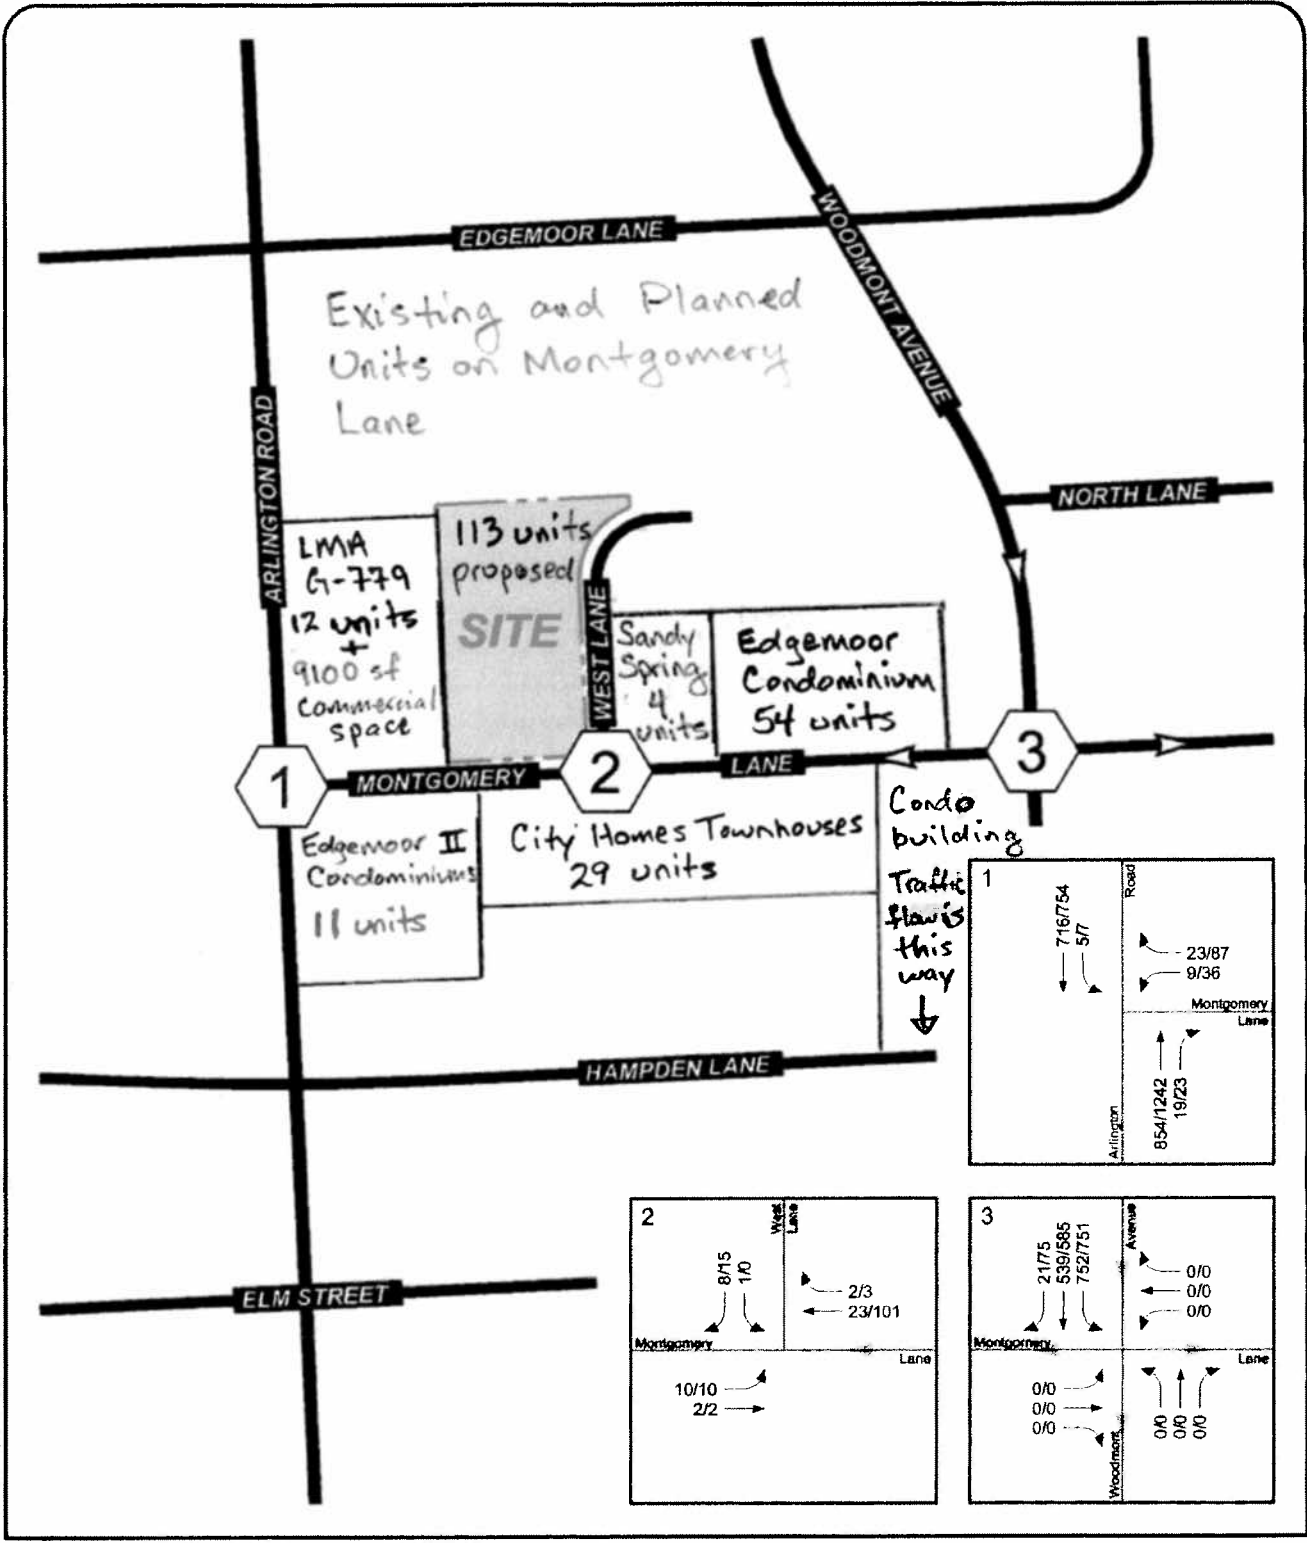 EDGEMOOR LANE
WOODMONT AVENUE
Existing and Planned
Units on Montgomery
Lane
ARLINGTON ROAD
NORTH LANE
LMA
G-779
12 units
+
9100 sf
commercial
space
113 units
proposed
SITE
WEST LANE
Sandy
Spring
4
units
Edgemoor
Condominium
54 units
1
MONTGOMERY
2
LANE
3
Edgemoor II
Condominiums
11 units
City Homes Townhouses
29 units
Condo
building
Traffic
flow is
this
way
HAMPDEN LANE
ELM STREET
1
Road
716/754
5/7
23/87
9/36
Montgomery
Lane
854/1242
19/23
Arlington
2
West
Lane
8/15
1/0
2/3
23/101
Montgomery
Lane
10/10
2/2
3
Avenue
21/75
539/585
752/751
0/0
0/0
0/0
Montgomery
Lane
0/0
0/0
0/0
0/0
0/0
0/0
Woodmont